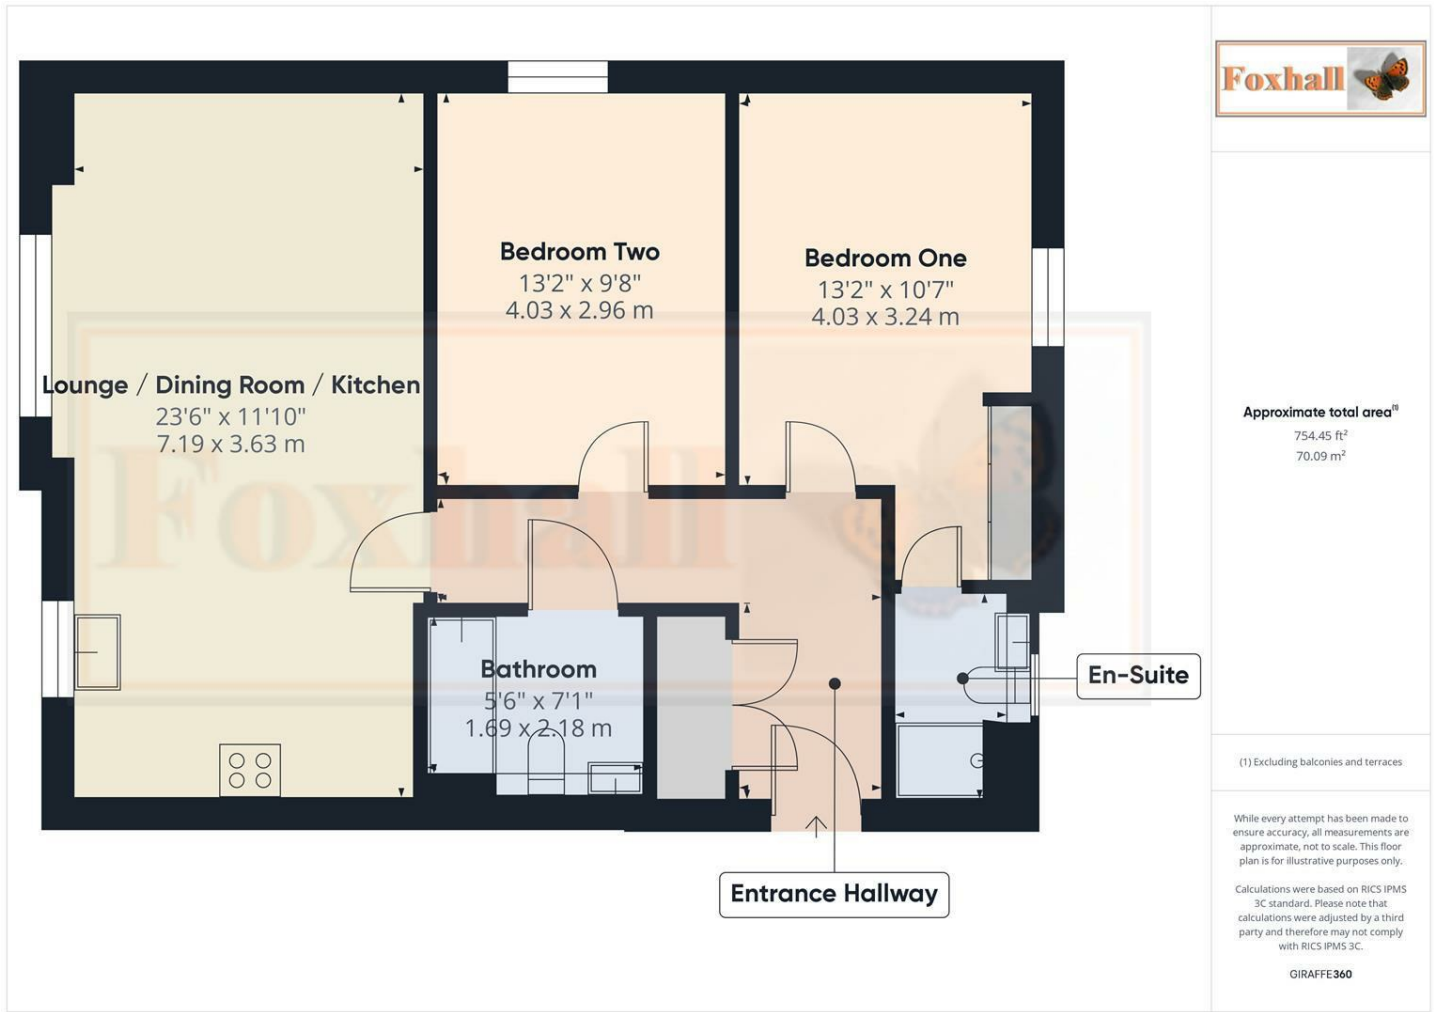 Foxhall
Bedroom Two
13'2" x 9'8"
4.03 x 2.96 m
Bedroom One
13'2" x 10'7"
4.03 x 3.24 m
Lounge / Dining Room / Kitchen
23'6" x 11'10"
7.19 x 3.63 m
Foxhall
Bathroom
5'6" x 7'1"
1.69 x 2.18 m
En-Suite
Entrance Hallway
Approximate total area⁽¹⁾
754.45 ft²
70.09 m²
(1) Excluding balconies and terraces
While every attempt has been made to
ensure accuracy, all measurements are
approximate, not to scale. This floor
plan is for illustrative purposes only.
Calculations were based on RICS IPMS
3C standard. Please note that
calculations were adjusted by a third
party and therefore may not comply
with RICS IPMS 3C.
GIRAFFE360